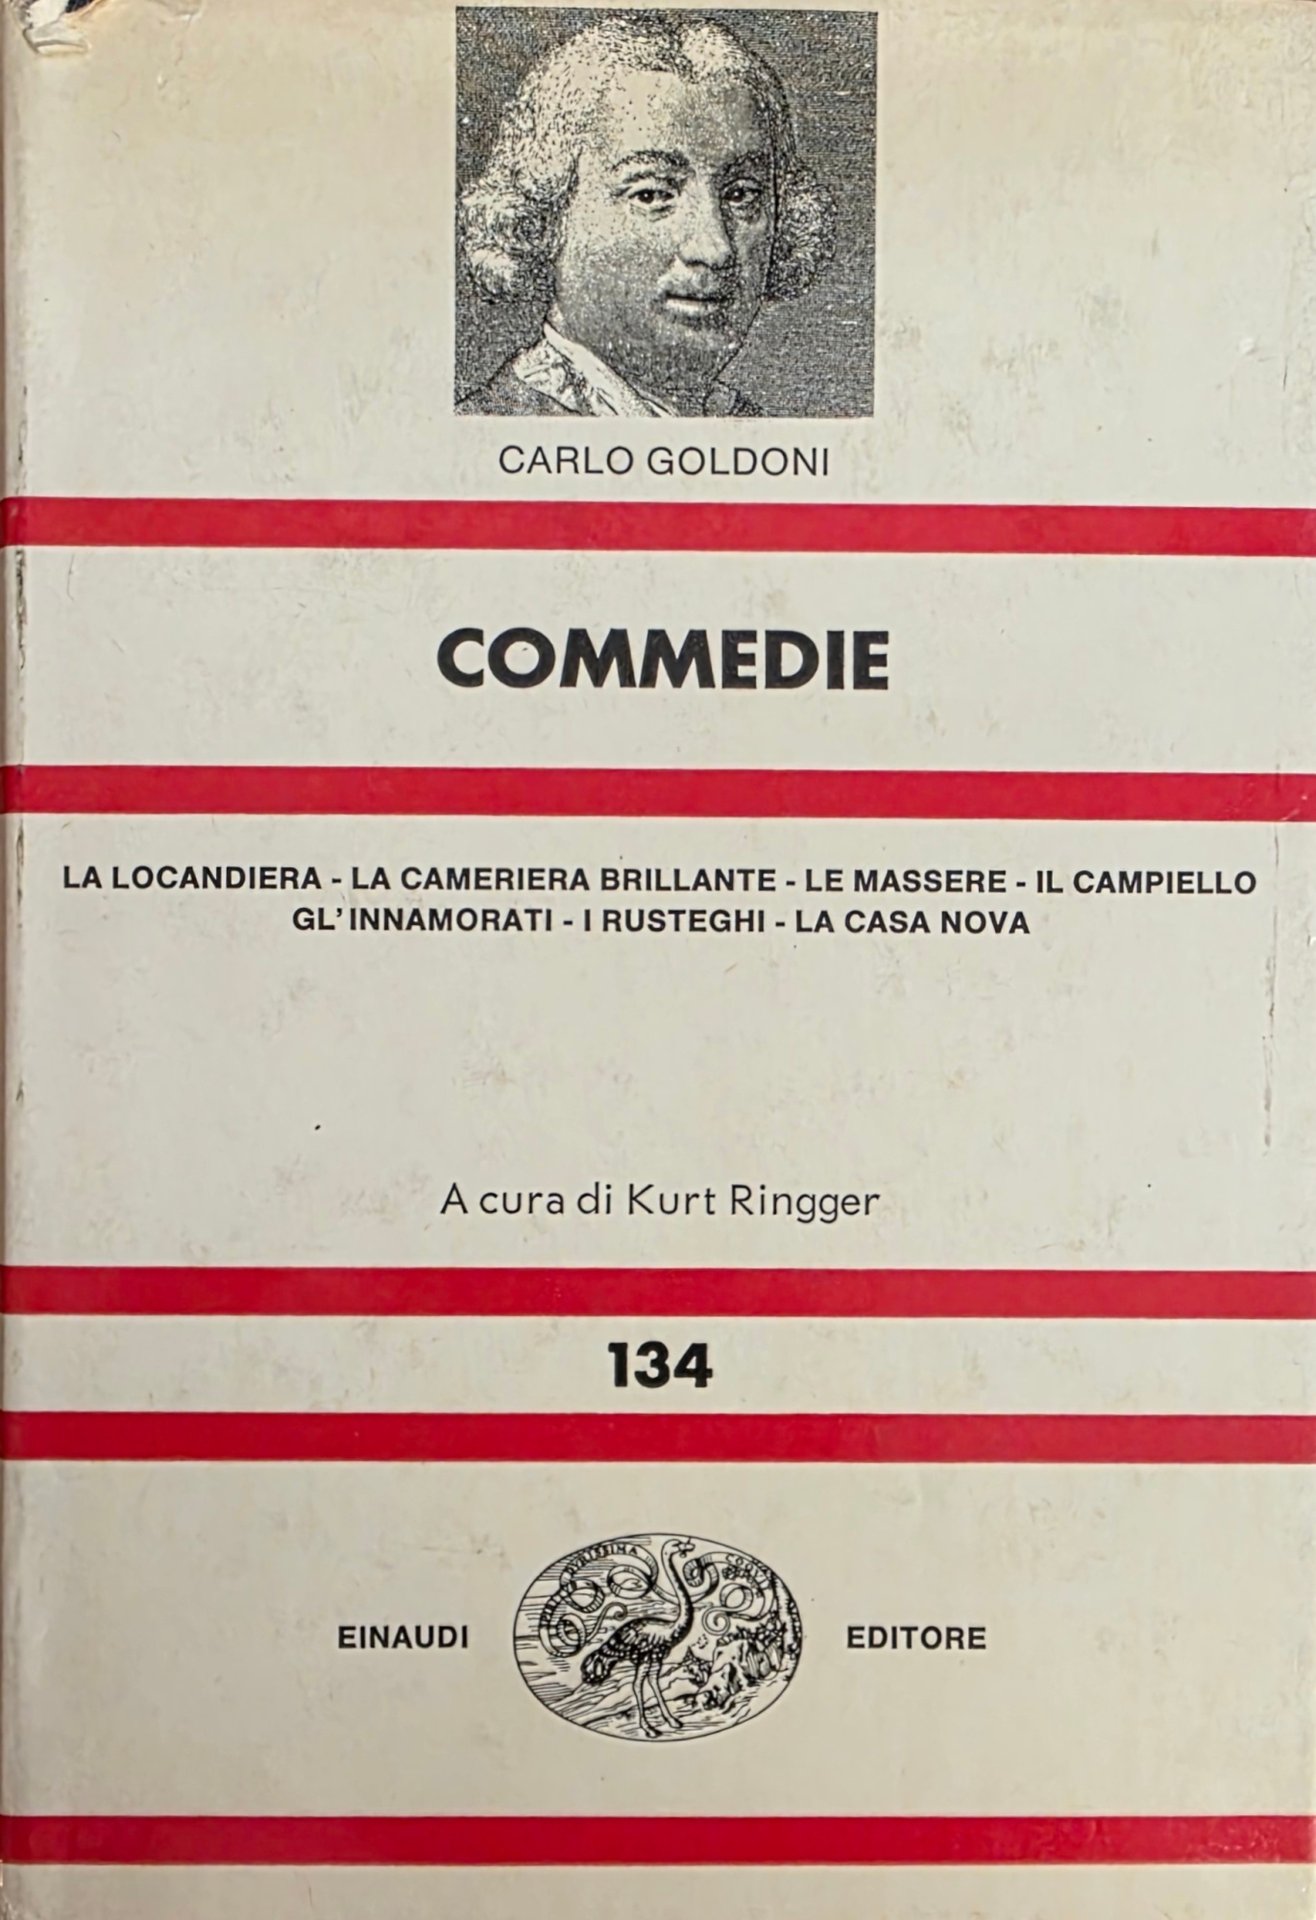 CARLO GOLDONI
COMMEDIE
LA LOCANDIERA - LA CAMERIERA BRILLANTE - LE MASSERE - IL CAMPIELLO
GL'INNAMORATI - I RUSTEGHI - LA CASA NOVA
A cura di Kurt Ringger
134
EINAUDI
EDITORE